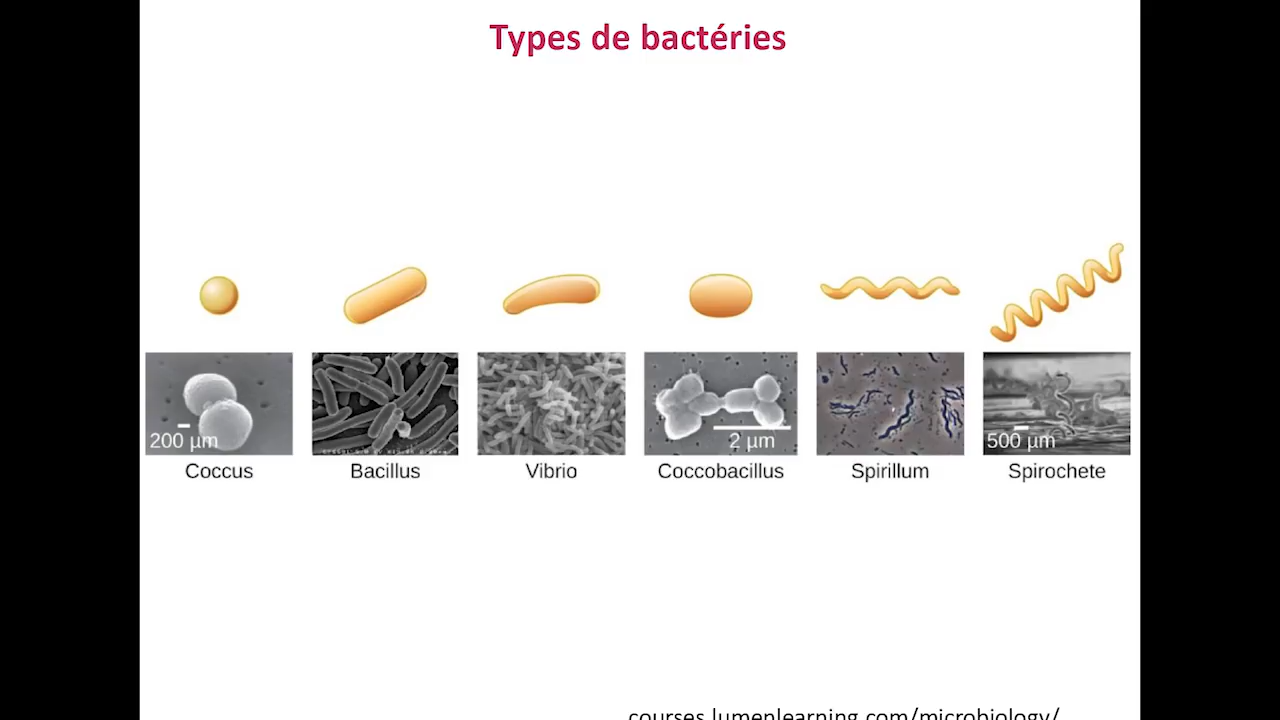 Types de bactéries
200 µm
2 µm
500 µm
Coccus
Bacillus
Vibrio
Coccobacillus
Spirillum
Spirochete
courses.lumenlearning.com/microbiology/